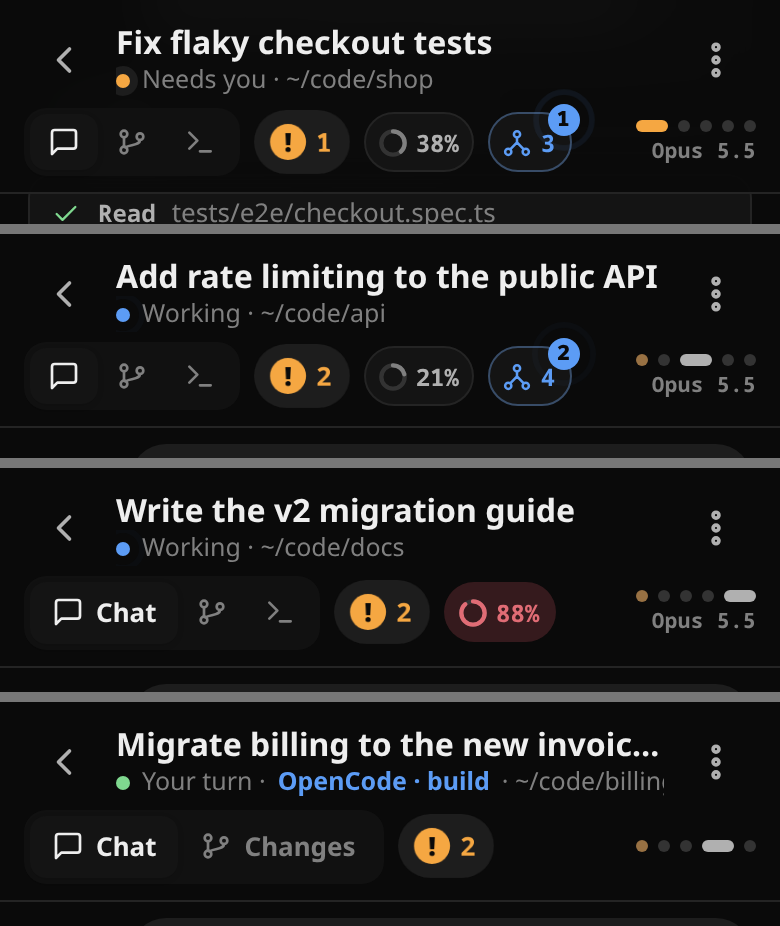 Fix flaky checkout tests
Needs you · ~/code/shop
! 1 38% 3 1
Opus 5.5
Read tests/e2e/checkout.spec.ts
Add rate limiting to the public API
Working · ~/code/api
! 2 21% 4 2
Opus 5.5
Write the v2 migration guide
Working · ~/code/docs
Chat ! 2 88%
Opus 5.5
Migrate billing to the new invoic...
Your turn · OpenCode · build · ~/code/billing
Chat Changes ! 2